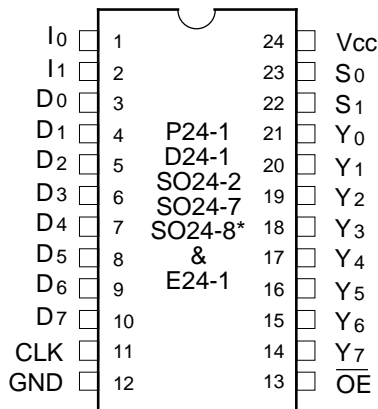 I0 1 24 Vcc
I1 2 23 S0
D0 3 22 S1
D1 4 P24-1 21 Y0
D2 5 D24-1 20 Y1
D3 6 SO24-2 19 Y2
D4 7 SO24-7 18 Y3
D5 8 SO24-8* 17 Y4
D6 9 & 16 Y5
D7 10 E24-1 15 Y6
CLK 11 14 Y7
GND 12 13 OE